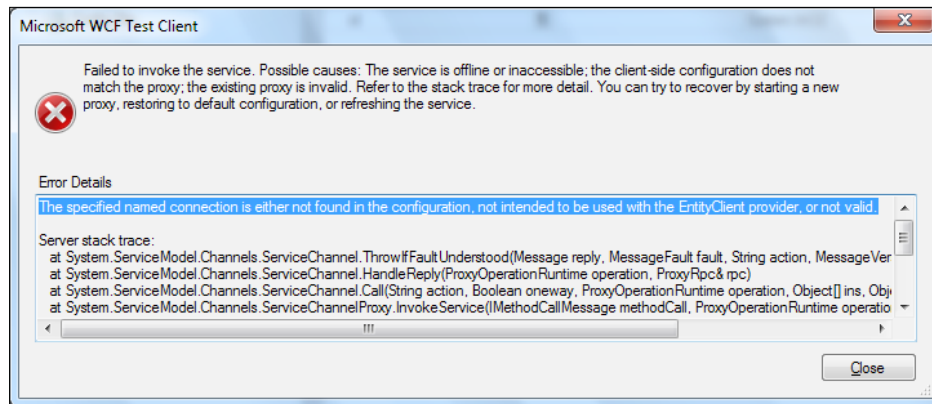 Microsoft WCF Test Client
Failed to invoke the service. Possible causes: The service is offline or inaccessible; the client-side configuration does not
match the proxy; the existing proxy is invalid. Refer to the stack trace for more detail. You can try to recover by starting a new
proxy, restoring to default configuration, or refreshing the service.
Error Details
The specified named connection is either not found in the configuration, not intended to be used with the EntityClient provider, or not valid.
Server stack trace:
at System.ServiceModel.Channels.ServiceChannel.ThrowIfFaultUnderstood(Message reply, MessageFault fault, String action, MessageVer
at System.ServiceModel.Channels.ServiceChannel.HandleReply(ProxyOperationRuntime operation, ProxyRpc& rpc)
at System.ServiceModel.Channels.ServiceChannel.Call(String action, Boolean oneway, ProxyOperationRuntime operation, Object[] ins, Obj
at System.ServiceModel.Channels.ServiceChannelProxy.InvokeService(IMethodCallMessage methodCall, ProxyOperationRuntime operatio
Close